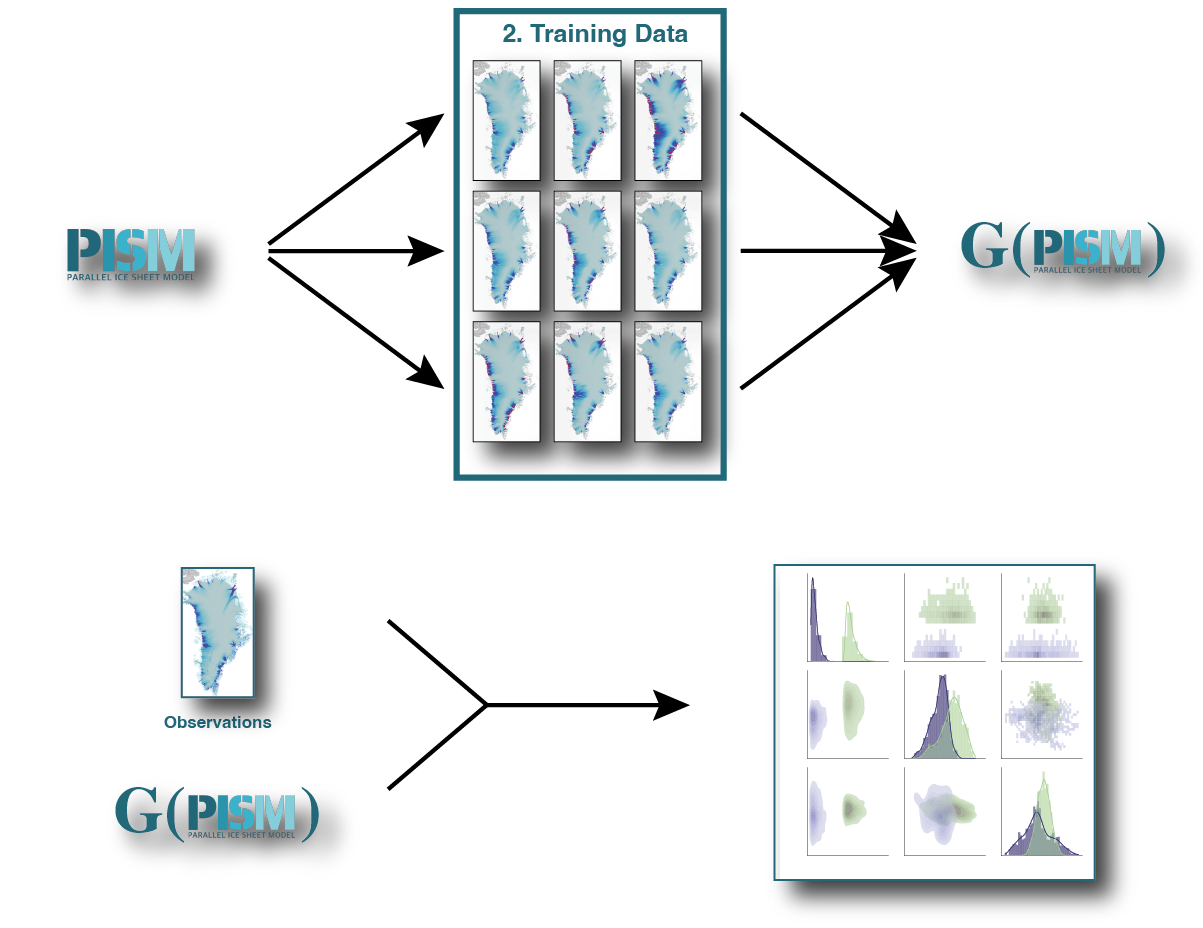 2. Training Data
PISM
PARALLEL ICE SHEET MODEL
G(PISM)
PARALLEL ICE SHEET MODEL
Observations
G(PISM)
PARALLEL ICE SHEET MODEL